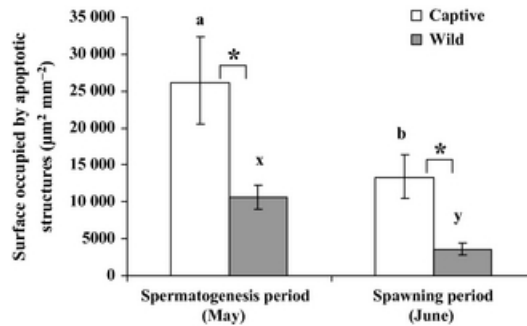 Surface occupied by apoptotic
structures (µm² mm⁻²)
35 000
30 000
25 000
20 000
15 000
10 000
5000
0
Captive
Wild
a
*
x
b
*
y
Spermatogenesis period
(May)
Spawning period
(June)